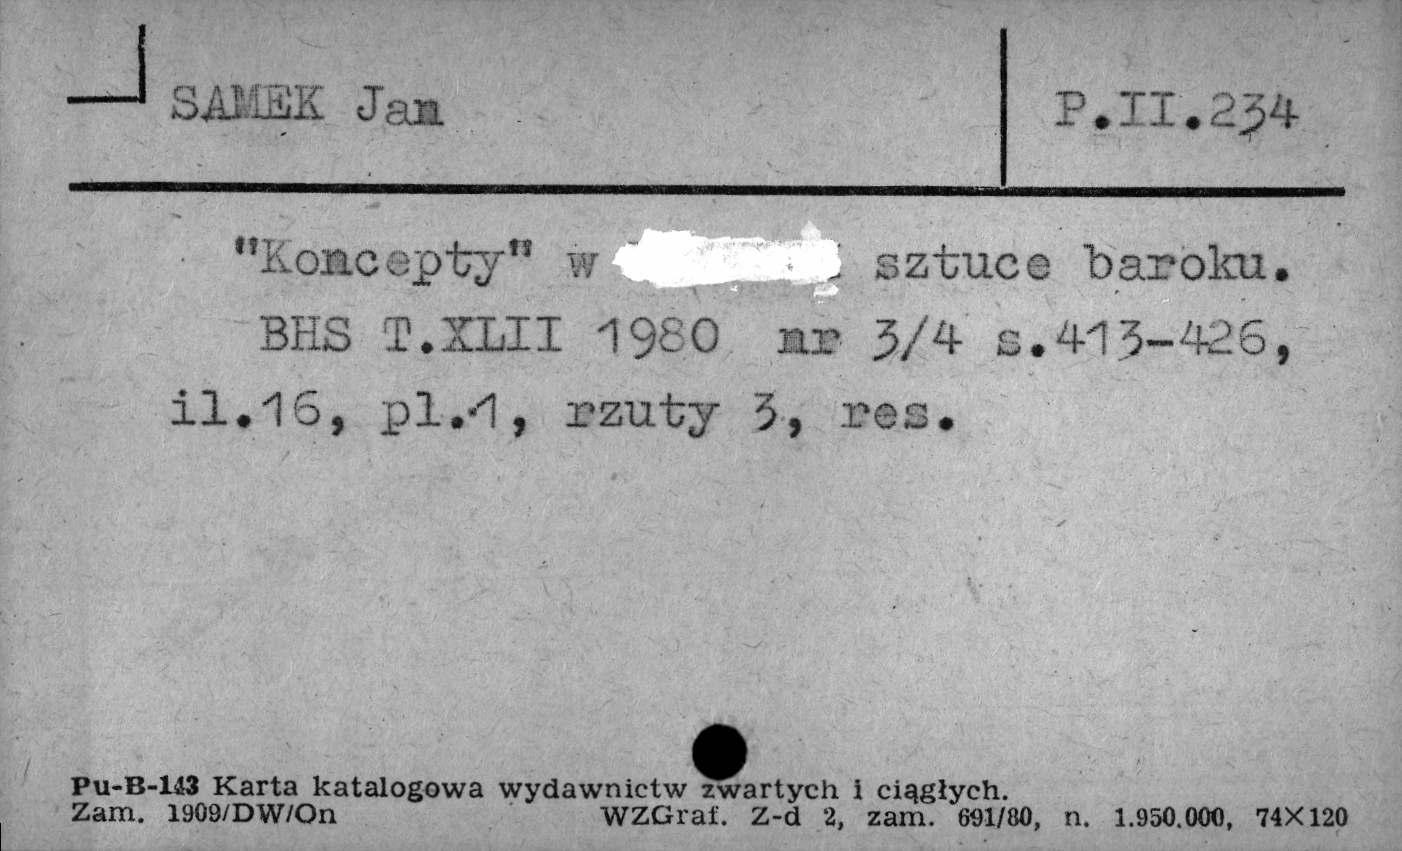 SAMEK Jan
P.II.234
"Koncepty" w sztuce baroku.
BHS T.XLII 1980 nr 3/4 s.413-426,
il.16, pl.1, rzuty 3, res.
Pu-B-143 Karta katalogowa wydawnictw zwartych i ciągłych.
Zam. 1909/DW/On WZGraf. Z-d 2, zam. 691/80, n. 1.950.000, 74X120